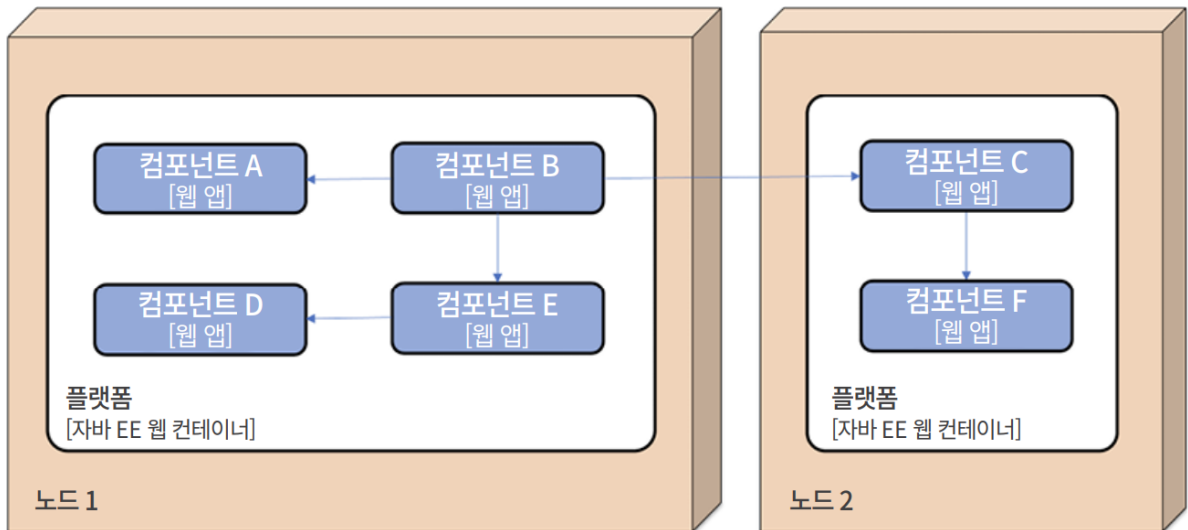 컴포넌트 A
[웹 앱]
컴포넌트 B
[웹 앱]
컴포넌트 D
[웹 앱]
컴포넌트 E
[웹 앱]
플랫폼
[자바 EE 웹 컨테이너]
노드 1
컴포넌트 C
[웹 앱]
컴포넌트 F
[웹 앱]
플랫폼
[자바 EE 웹 컨테이너]
노드 2